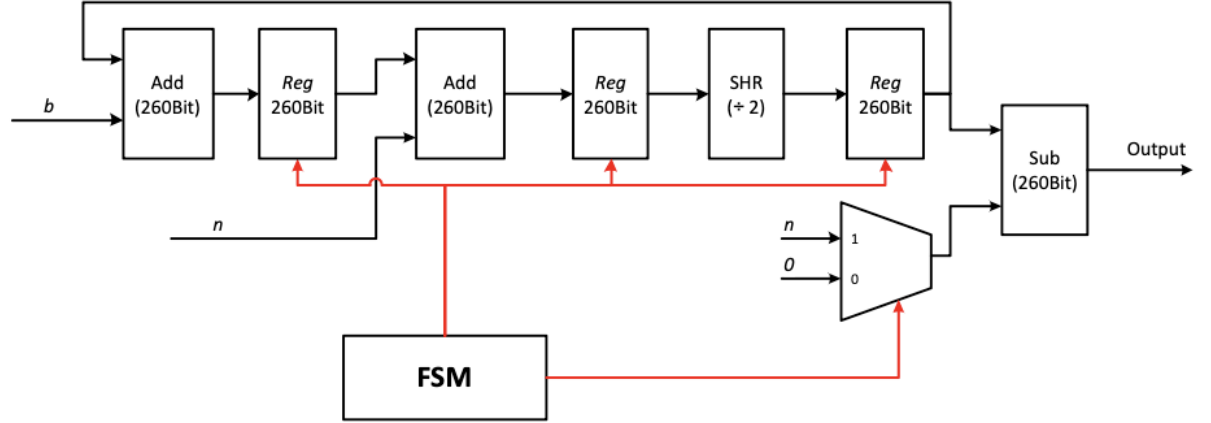 Add
(260Bit)
Reg
260Bit
Add
(260Bit)
Reg
260Bit
SHR
(÷ 2)
Reg
260Bit
b
Sub
(260Bit)
Output
n
n
1
0
0
FSM